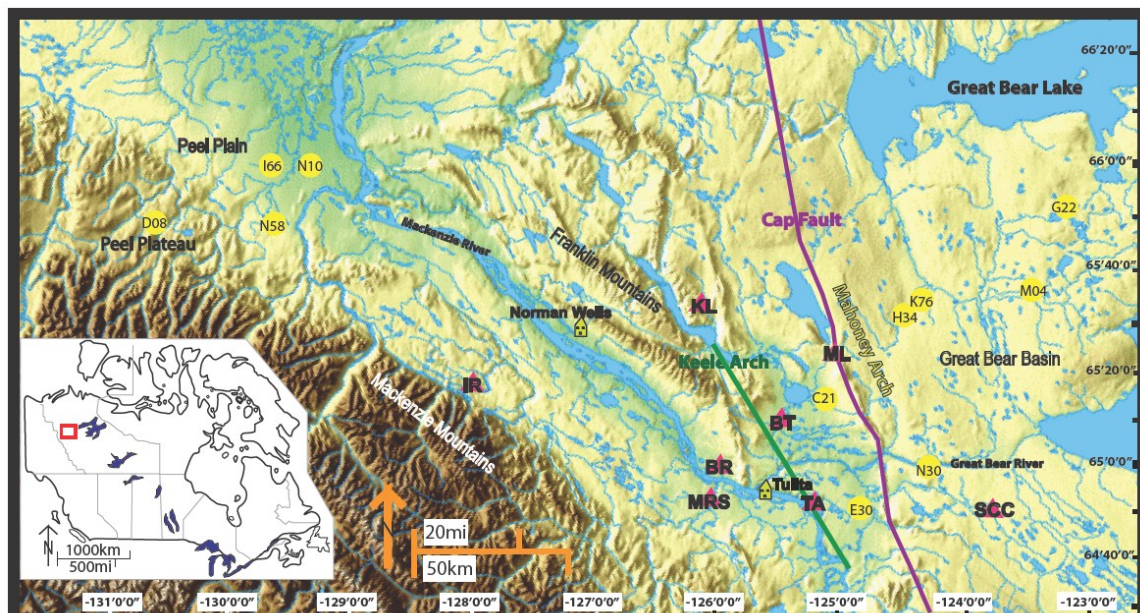 66'20'0"
Great Bear Lake
Peel Plain
I66
N10
66'0'0"
D08
Peel Plateau
N58
Mackenzie River
Franklin Mountains
Cap Fault
G22
65'40'0"
Norman Wells
KL
Mahoney Arch
K76
H34
M04
Keele Arch
ML
Great Bear Basin
IR
65'20'0"
Mackenzie Mountains
C21
BT
BR
N30
Great Bear River
65'0'0"
MRS
Tulita
TA
E30
SCC
20mi
50km
64'40'0"
N
1000km
500mi
-131'0'0"
-130'0'0"
-129'0'0"
-128'0'0"
-127'0'0"
-126'0'0"
-125'0'0"
-124'0'0"
-123'0'0"